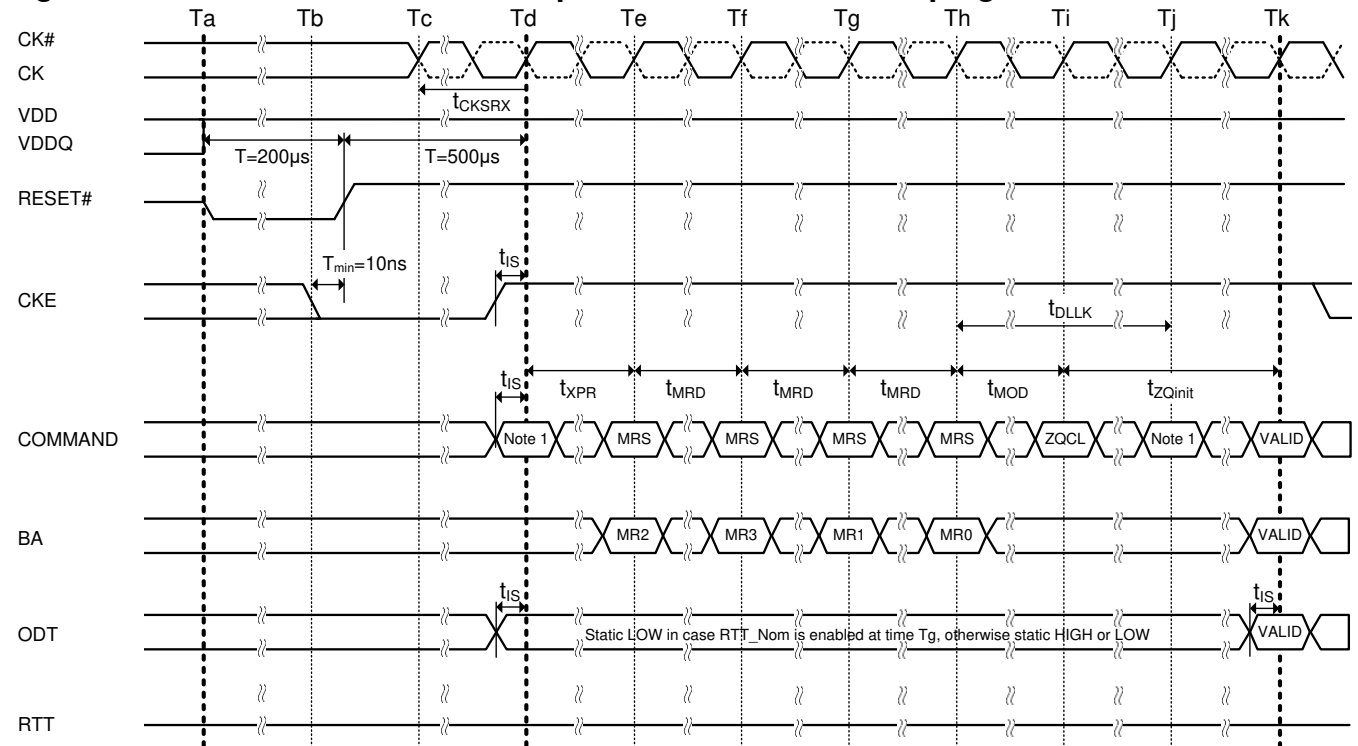 Ta Tb Tc Td Te Tf Tg Th Ti Tj Tk
CK#
CK
tCKSRX
VDD
VDDQ
T=200µs T=500µs
RESET#
Tmin=10ns
tIS
CKE
tDLLK
tIS tXPR tMRD tMRD tMRD tMOD tZQinit
COMMAND Note 1 MRS MRS MRS MRS ZQCL Note 1 VALID
BA MR2 MR3 MR1 MR0 VALID
tIS tIS
ODT Static LOW in case RTT_Nom is enabled at time Tg, otherwise static HIGH or LOW VALID
RTT